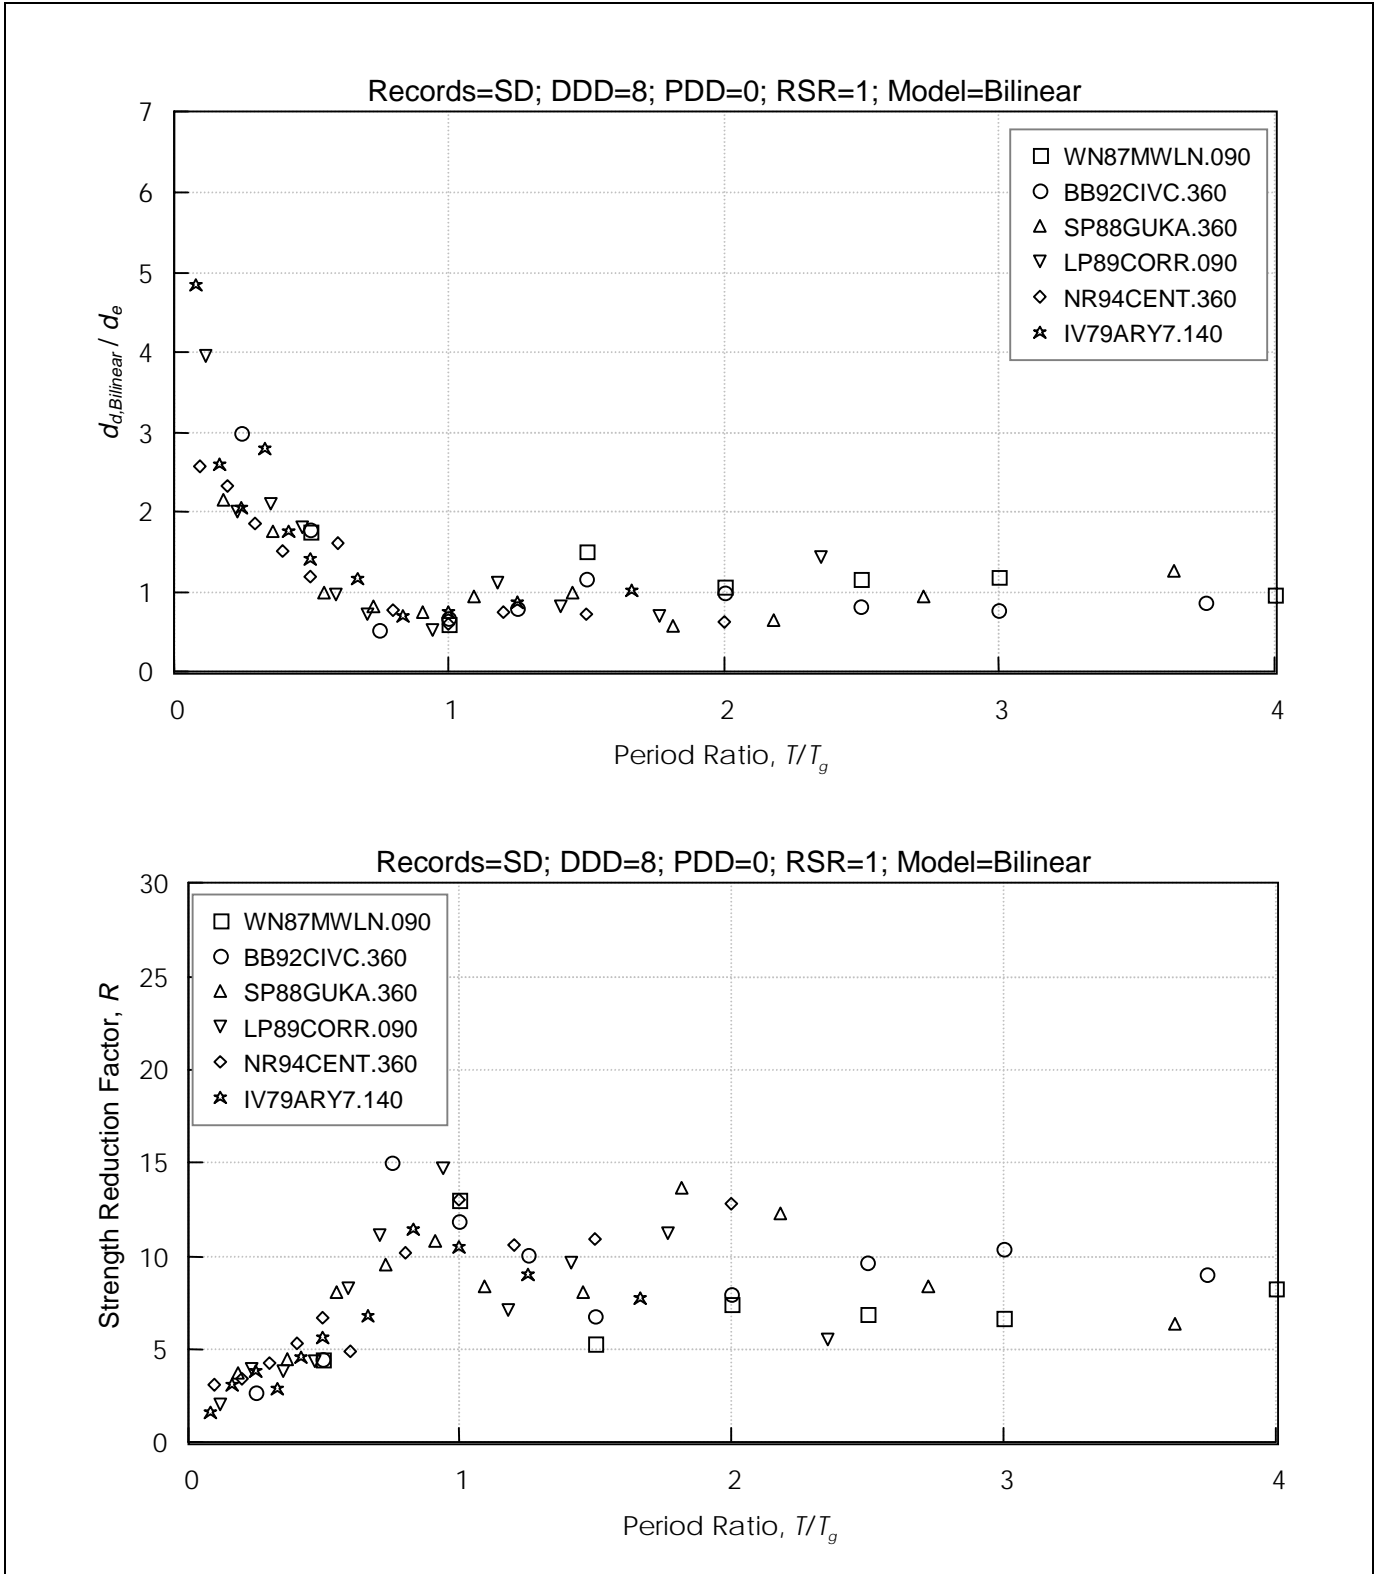 Records=SD; DDD=8; PDD=0; RSR=1; Model=Bilinear
7
6
5
4
3
2
1
0
d_d,Bilinear / d_e
WN87MWLN.090
BB92CIVC.360
SP88GUKA.360
LP89CORR.090
NR94CENT.360
IV79ARY7.140
0 1 2 3 4
Period Ratio, T/T_g
Records=SD; DDD=8; PDD=0; RSR=1; Model=Bilinear
30
25
20
15
10
5
0
Strength Reduction Factor, R
WN87MWLN.090
BB92CIVC.360
SP88GUKA.360
LP89CORR.090
NR94CENT.360
IV79ARY7.140
0 1 2 3 4
Period Ratio, T/T_g